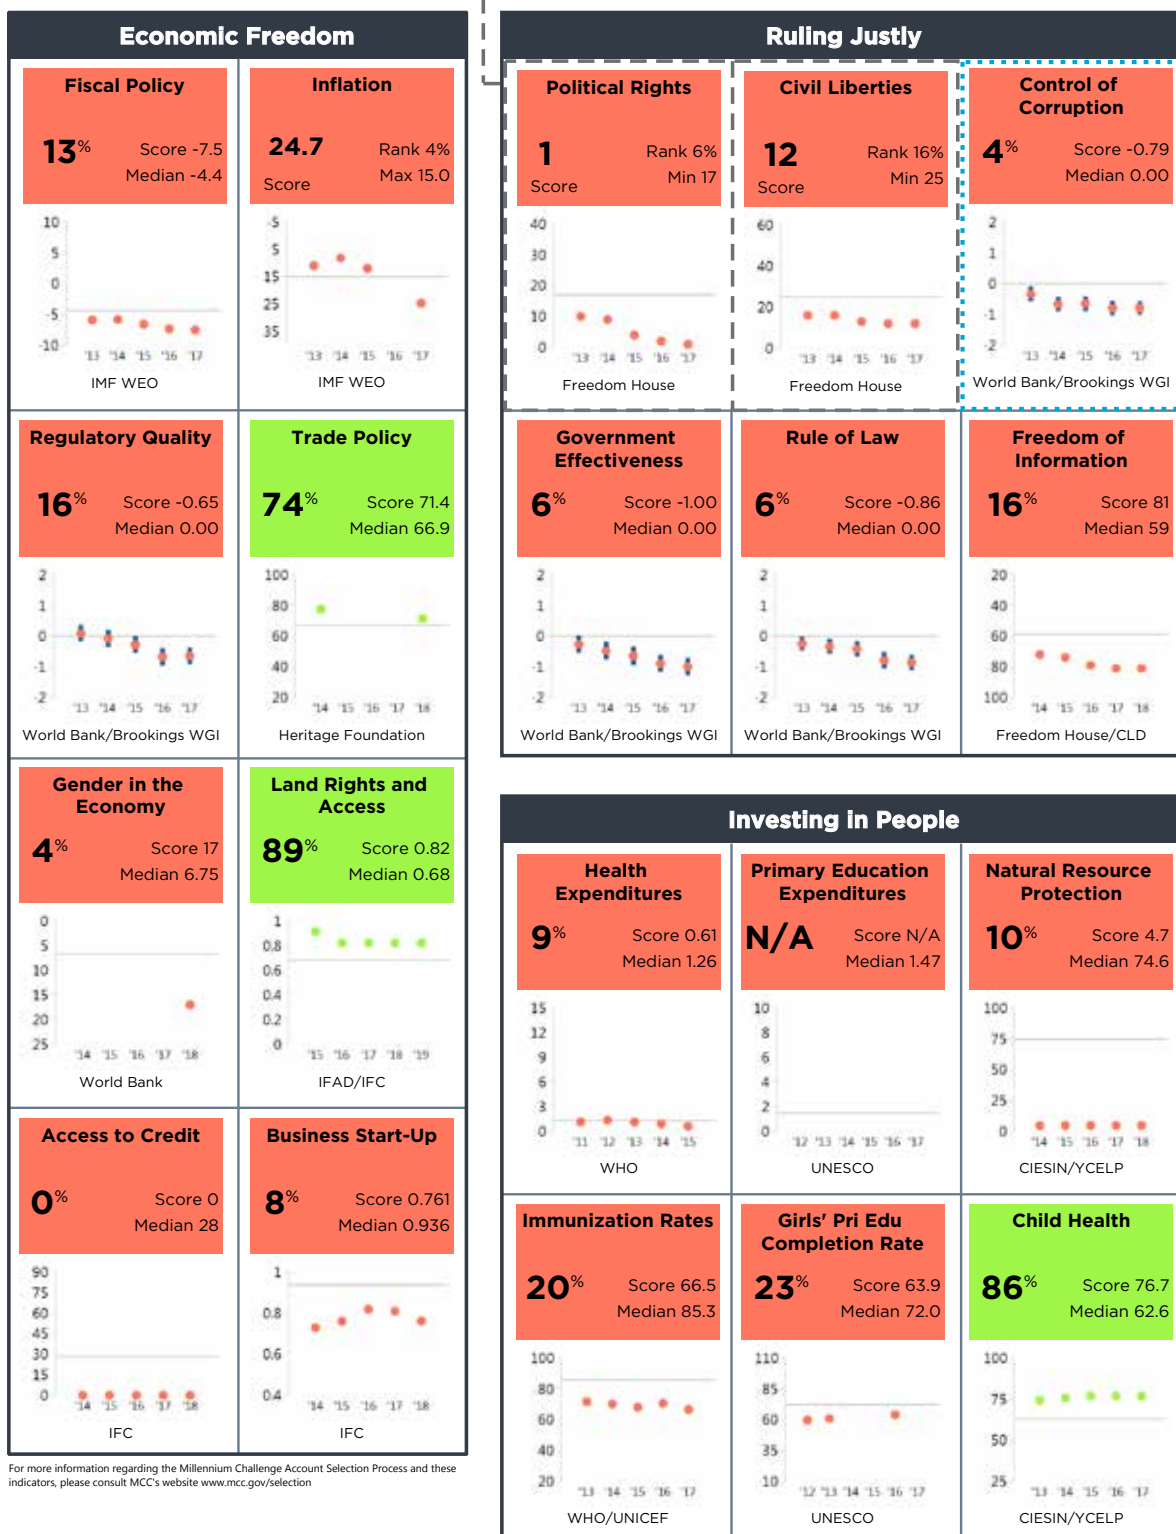 Economic Freedom
Fiscal Policy
13%
Score -7.5
Median -4.4
10
5
0
-5
-10
'13 '14 '15 '16 '17
IMF WEO
Inflation
24.7
Score
Rank 4%
Max 15.0
-5
5
15
25
35
'13 '14 '15 '17
IMF WEO
Regulatory Quality
16%
Score -0.65
Median 0.00
2
1
0
-1
-2
'13 '14 '15 '16 '17
World Bank/Brookings WGI
Trade Policy
74%
Score 71.4
Median 66.9
100
80
60
40
20
'14 '15 '16 '17 '18
Heritage Foundation
Gender in the
Economy
4%
Score 17
Median 6.75
0
5
10
15
20
25
'14 '15 '16 '17 '18
World Bank
Land Rights and
Access
89%
Score 0.82
Median 0.68
1
0.8
0.6
0.4
0.2
0
'15 '16 '17 '18 '19
IFAD/IFC
Access to Credit
0%
Score 0
Median 28
90
75
60
45
30
15
0
'14 '15 '16 '17 '18
IFC
Business Start-Up
8%
Score 0.761
Median 0.936
1
0.8
0.6
0.4
'14 '15 '16 '17 '18
IFC
For more information regarding the Millennium Challenge Account Selection Process and these
indicators, please consult MCC's website www.mcc.gov/selection
Ruling Justly
Political Rights
1
Score
Rank 6%
Min 17
40
30
20
10
0
'13 '14 '15 '16 '17
Freedom House
Civil Liberties
12
Score
Rank 16%
Min 25
60
40
20
0
'13 '14 '15 '16 '17
Freedom House
Control of
Corruption
4%
Score -0.79
Median 0.00
2
1
0
-1
-2
'13 '14 '15 '16 '17
World Bank/Brookings WGI
Government
Effectiveness
6%
Score -1.00
Median 0.00
2
1
0
-1
-2
'13 '14 '15 '16 '17
World Bank/Brookings WGI
Rule of Law
6%
Score -0.86
Median 0.00
2
1
0
-1
-2
'13 '14 '15 '16 '17
World Bank/Brookings WGI
Freedom of
Information
16%
Score 81
Median 59
20
40
60
80
100
'14 '15 '16 '17 '18
Freedom House/CLD
Investing in People
Health
Expenditures
9%
Score 0.61
Median 1.26
15
12
9
6
3
0
'11 '12 '13 '14 '15
WHO
Primary Education
Expenditures
N/A
Score N/A
Median 1.47
10
8
6
4
2
0
'12 '13 '14 '15 '16 '17
UNESCO
Natural Resource
Protection
10%
Score 4.7
Median 74.6
100
75
50
25
0
'14 '15 '16 '17 '18
CIESIN/YCELP
Immunization Rates
20%
Score 66.5
Median 85.3
100
80
60
40
20
'13 '14 '15 '16 '17
WHO/UNICEF
Girls' Pri Edu
Completion Rate
23%
Score 63.9
Median 72.0
110
85
60
35
10
'12 '13 '14 '15 '16 '17
UNESCO
Child Health
86%
Score 76.7
Median 62.6
100
75
50
25
'13 '14 '15 '16 '17
CIESIN/YCELP